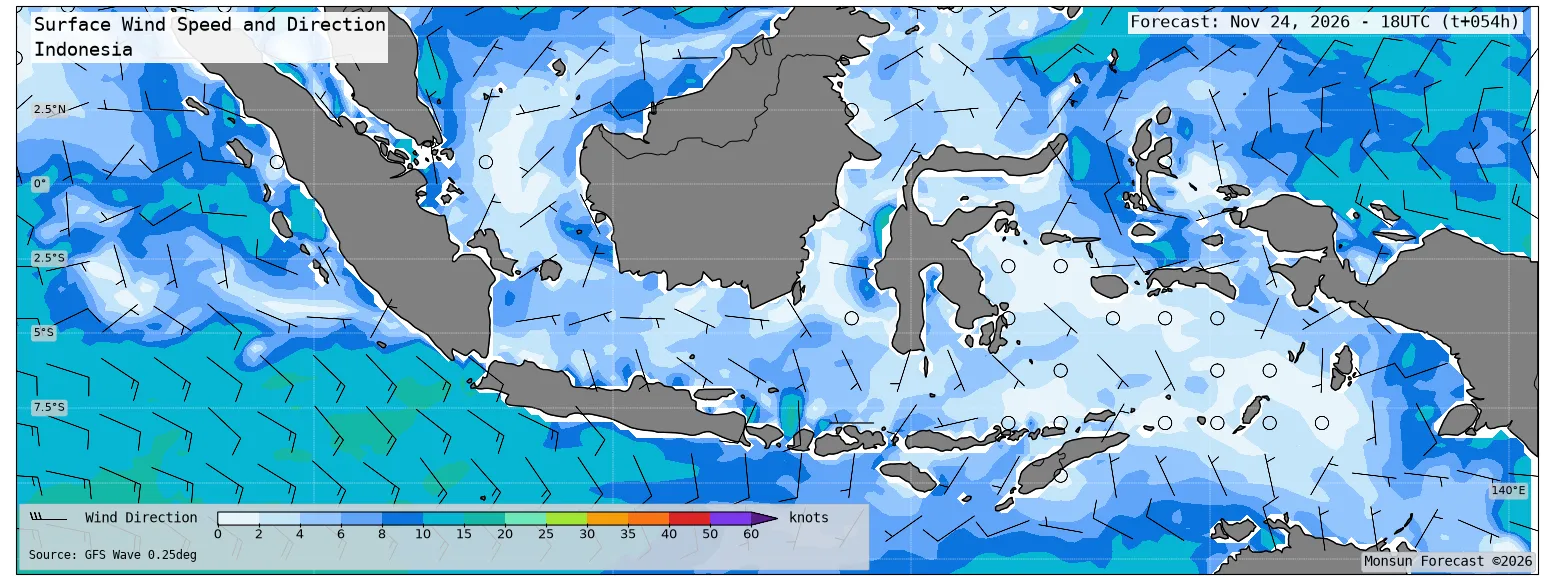 Surface Wind Speed and Direction
Indonesia
Forecast: Nov 24, 2026 - 18UTC (t+054h)
2.5°N
0°
2.5°S
5°S
7.5°S
140°E
Wind Direction
0 2 4 6 8 10 15 20 25 30 35 40 50 60
knots
Source: GFS Wave 0.25deg
Monsun Forecast ©2026